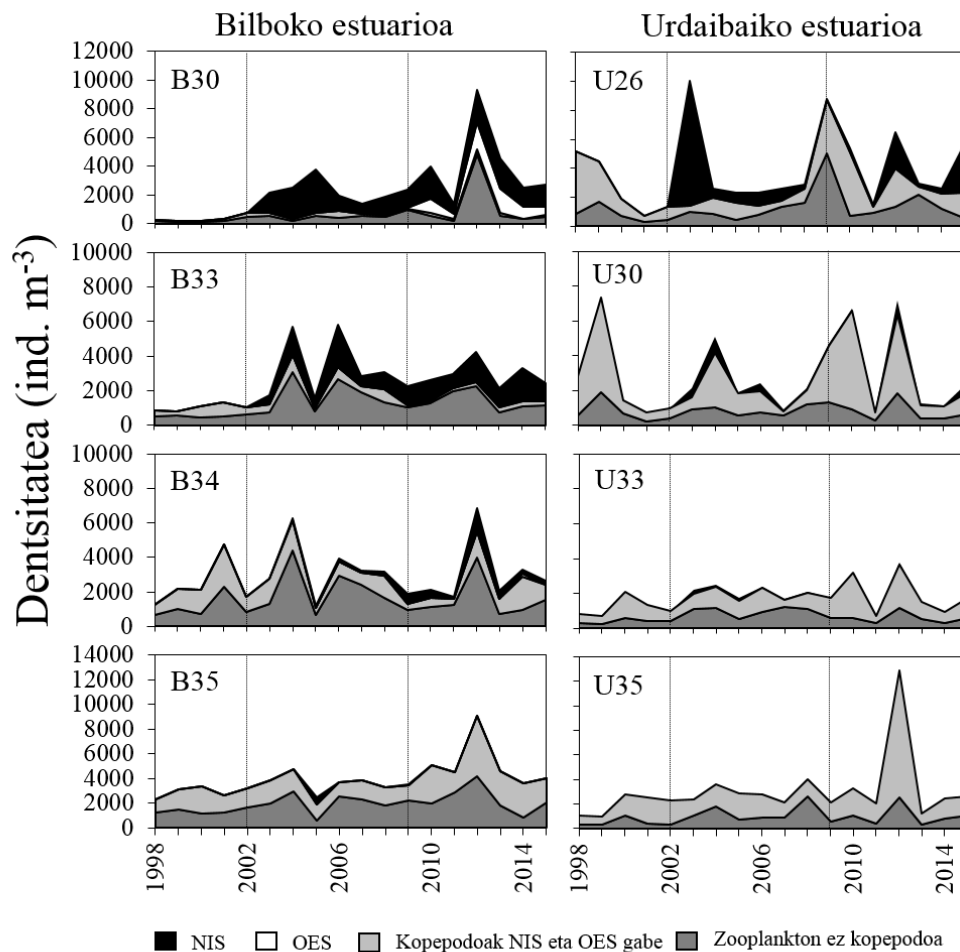 Bilboko estuarioa
Urdaibaiko estuarioa
Dentsitatea (ind. m-3)
12000
10000
8000
6000
4000
2000
0
B30
U26
10000
8000
6000
4000
2000
0
B33
U30
10000
8000
6000
4000
2000
0
B34
U33
14000
12000
10000
8000
6000
4000
2000
0
B35
U35
1998
2002
2006
2010
2014
1998
2002
2006
2010
2014
NIS
OES
Kopepodoak NIS eta OES gabe
Zooplankton ez kopepodoa